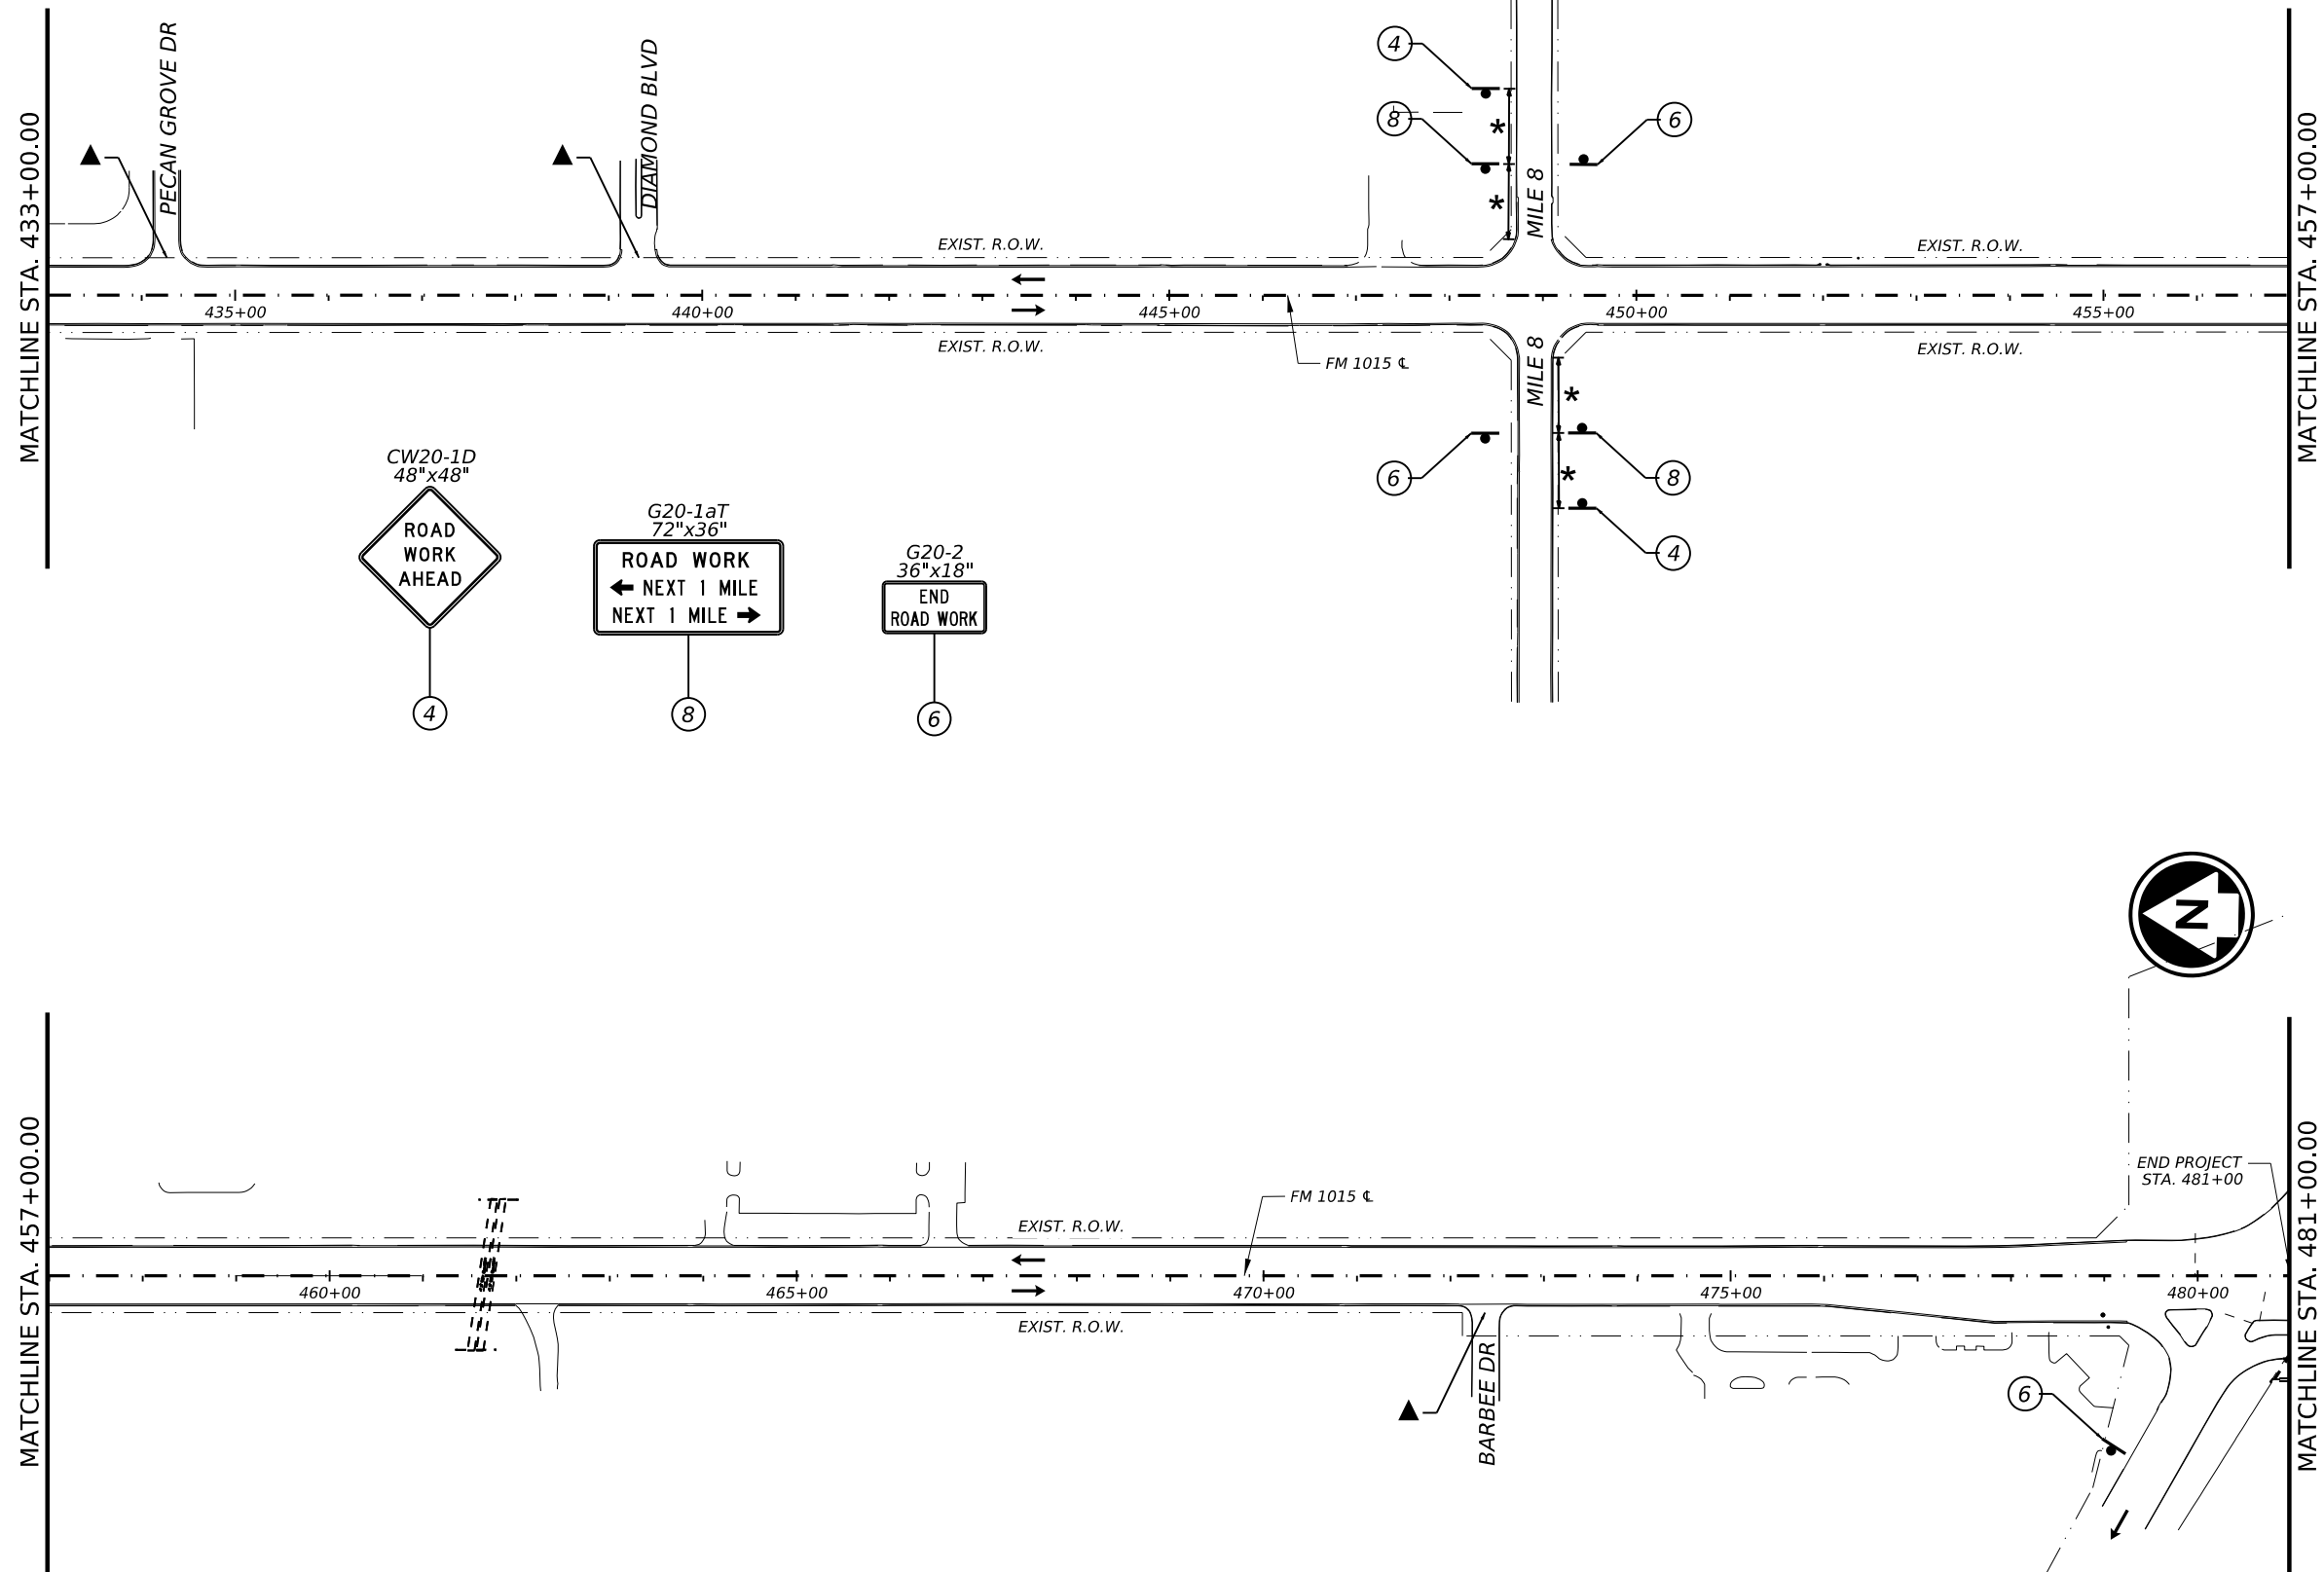 MATCHLINE STA. 433+00.00
PECAN GROVE DR
DIAMOND BLVD
4
8
6
MILE 8
EXIST. R.O.W.
EXIST. R.O.W.
435+00
440+00
445+00
450+00
455+00
EXIST. R.O.W.
EXIST. R.O.W.
FM 1015 ℄
MILE 8
6
8
4
MATCHLINE STA. 457+00.00
CW20-1D
48"x48"
ROAD
WORK
AHEAD
4
G20-1aT
72"x36"
ROAD WORK
← NEXT 1 MILE
NEXT 1 MILE →
8
G20-2
36"x18"
END
ROAD WORK
6
N
MATCHLINE STA. 457+00.00
END PROJECT
STA. 481+00
FM 1015 ℄
EXIST. R.O.W.
460+00
465+00
470+00
475+00
480+00
EXIST. R.O.W.
BARBEE DR
6
MATCHLINE STA. 481+00.00